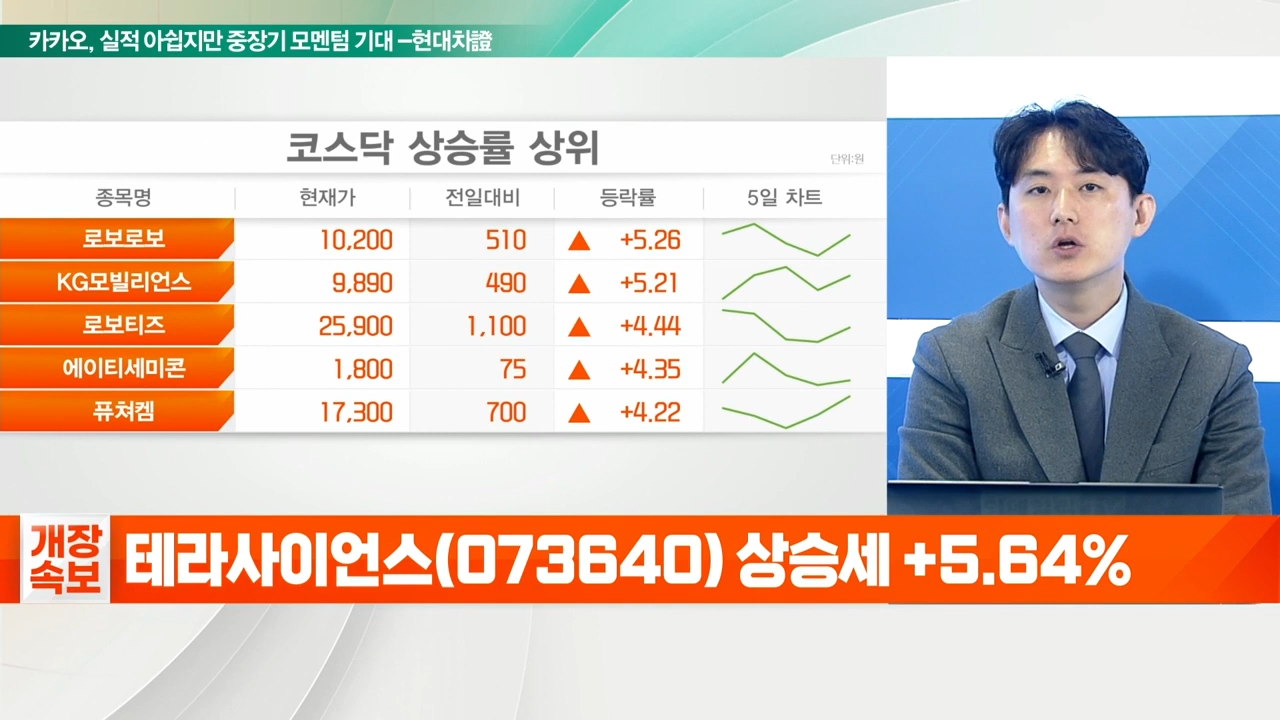 카카오, 실적 아쉽지만 중장기 모멘텀 기대 -현대차證
코스닥 상승률 상위
단위:원
종목명 현재가 전일대비 등락률 5일 차트
로보로보 10,200 510 ▲ +5.26
KG모빌리언스 9,890 490 ▲ +5.21
로보티즈 25,900 1,100 ▲ +4.44
에이티세미콘 1,800 75 ▲ +4.35
퓨쳐켐 17,300 700 ▲ +4.22
개장
속보
테라사이언스(073640) 상승세 +5.64%